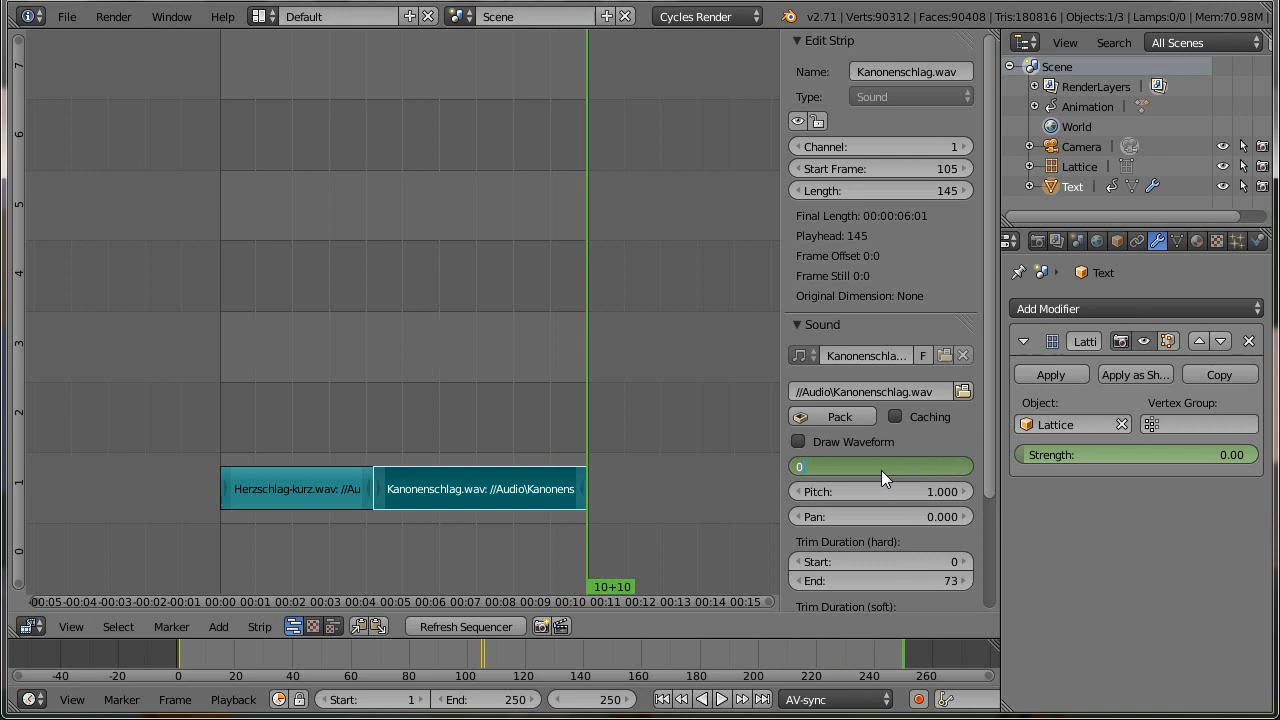 File Render Window Help Default Scene Cycles Render v2.71 | Verts:90312 | Faces:90408 | Tris:180816 | Objects:1/3 | Lamps:0/0 | Mem:70.98M |
7
6
5
4
3
2
1
0
Herzschlag-kurz.wav: //Au
Kanonenschlag.wav: //Audio\Kanonens
10+10
00:05 00:04 00:03 00:02 00:01 00:00 00:01 00:02 00:03 00:04 00:05 00:06 00:07 00:08 00:09 00:10 00:11 00:12 00:13 00:14 00:15
View Select Marker Add Strip Refresh Sequencer
-40 -20 0 20 40 60 80 100 120 140 160 180 200 220 240 260
View Marker Frame Playback Start: 1 End: 250 250 AV-sync
Edit Strip
Name: Kanonenschlag.wav
Type: Sound
Channel: 1
Start Frame: 105
Length: 145
Final Length: 00:00:06:01
Playhead: 145
Frame Offset 0:0
Frame Still 0:0
Original Dimension: None
Sound
Kanonenschla... F
//Audio\Kanonenschlag.wav
Pack Caching
Draw Waveform
0
Pitch: 1.000
Pan: 0.000
Trim Duration (hard):
Start: 0
End: 73
Trim Duration (soft):
View Search All Scenes
Scene
RenderLayers
Animation
World
Camera
Lattice
Text
Text
Add Modifier
Latti
Apply Apply as Sh... Copy
Object: Vertex Group:
Lattice
Strength: 0.00